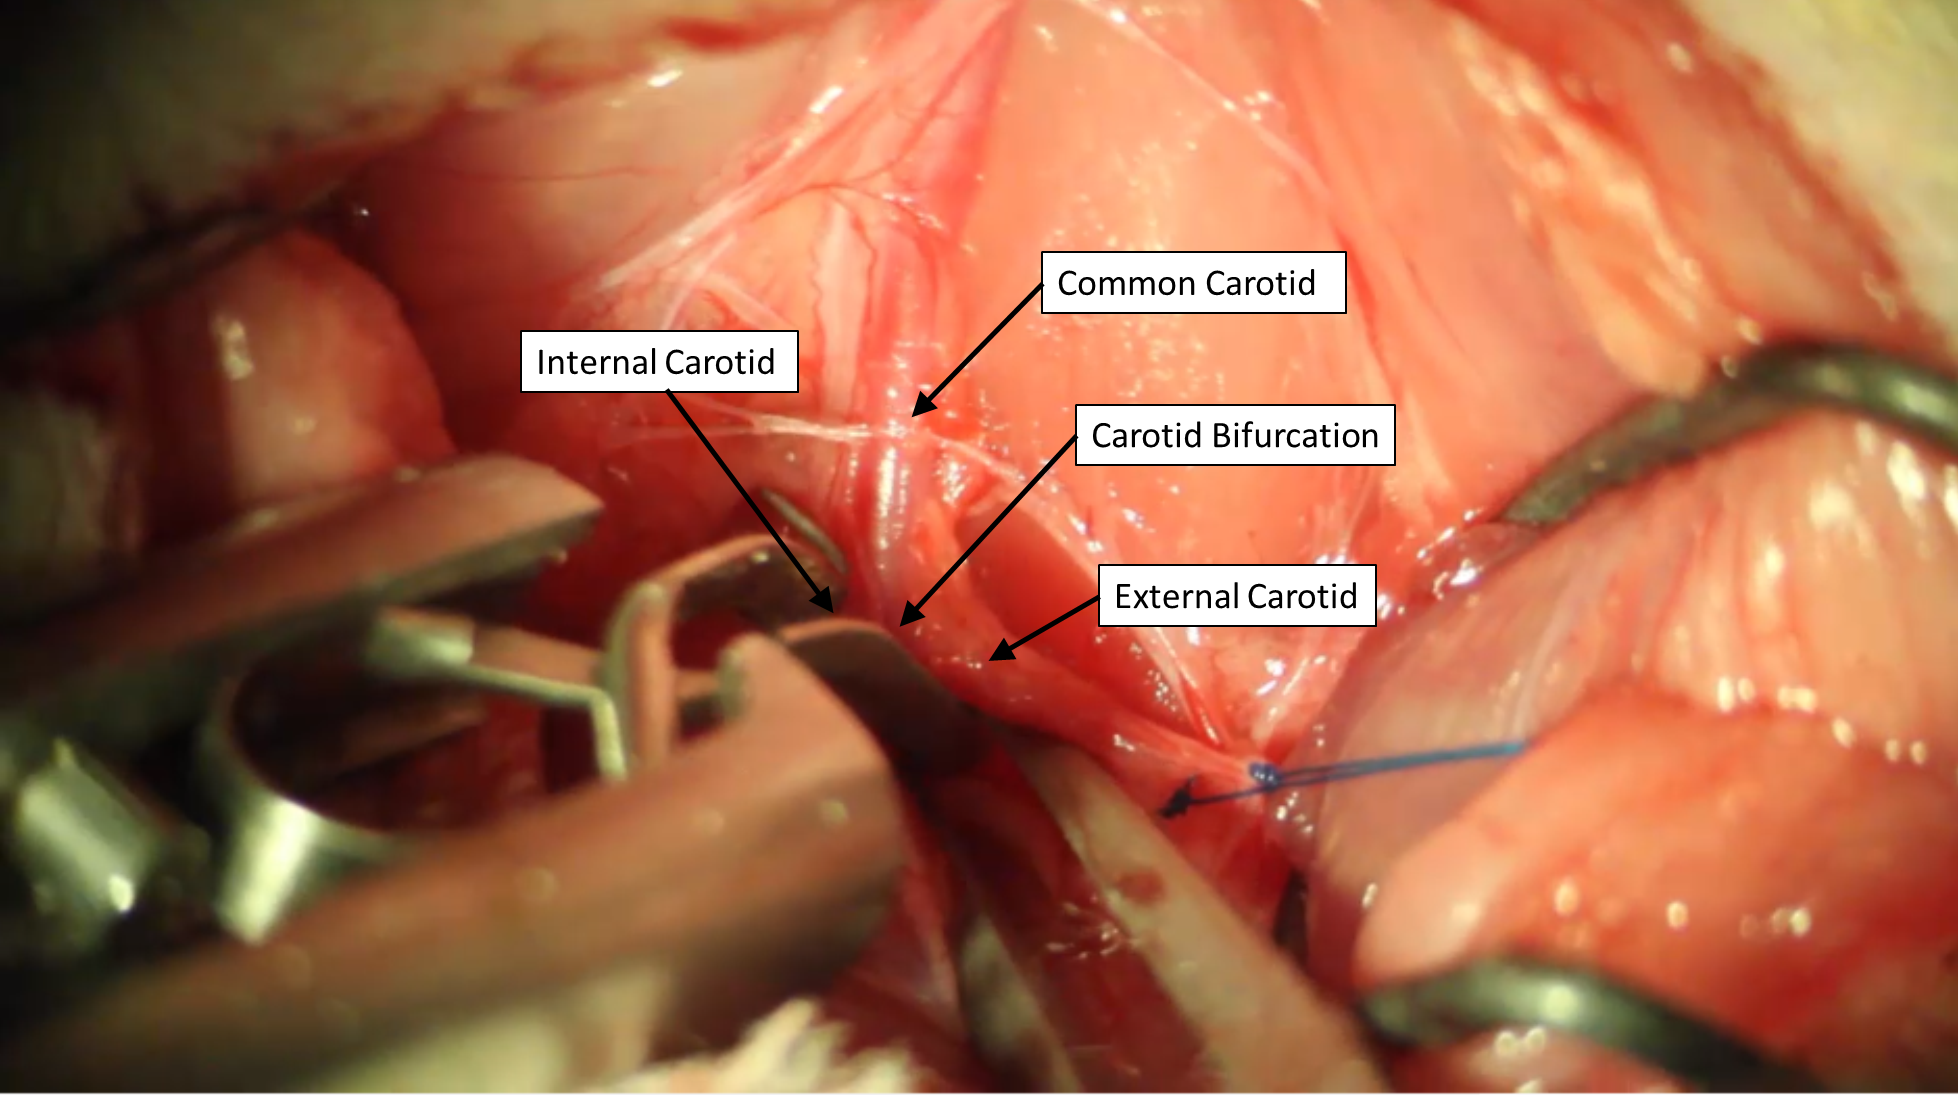 Common Carotid
Internal Carotid
Carotid Bifurcation
External Carotid